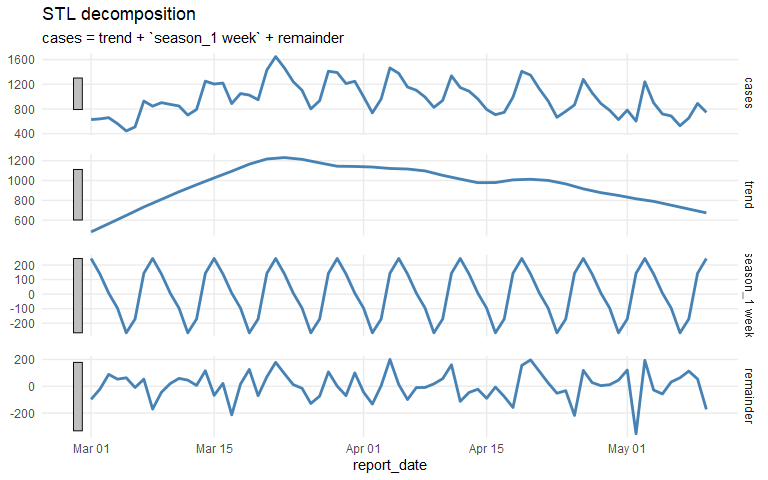 STL decomposition
cases = trend + `season_1 week` + remainder
1600
1200
800
400
cases
1200
1000
800
600
trend
200
100
0
-100
-200
season_1 week
200
0
-200
remainder
Mar 01 Mar 15 Apr 01 Apr 15 May 01
report_date